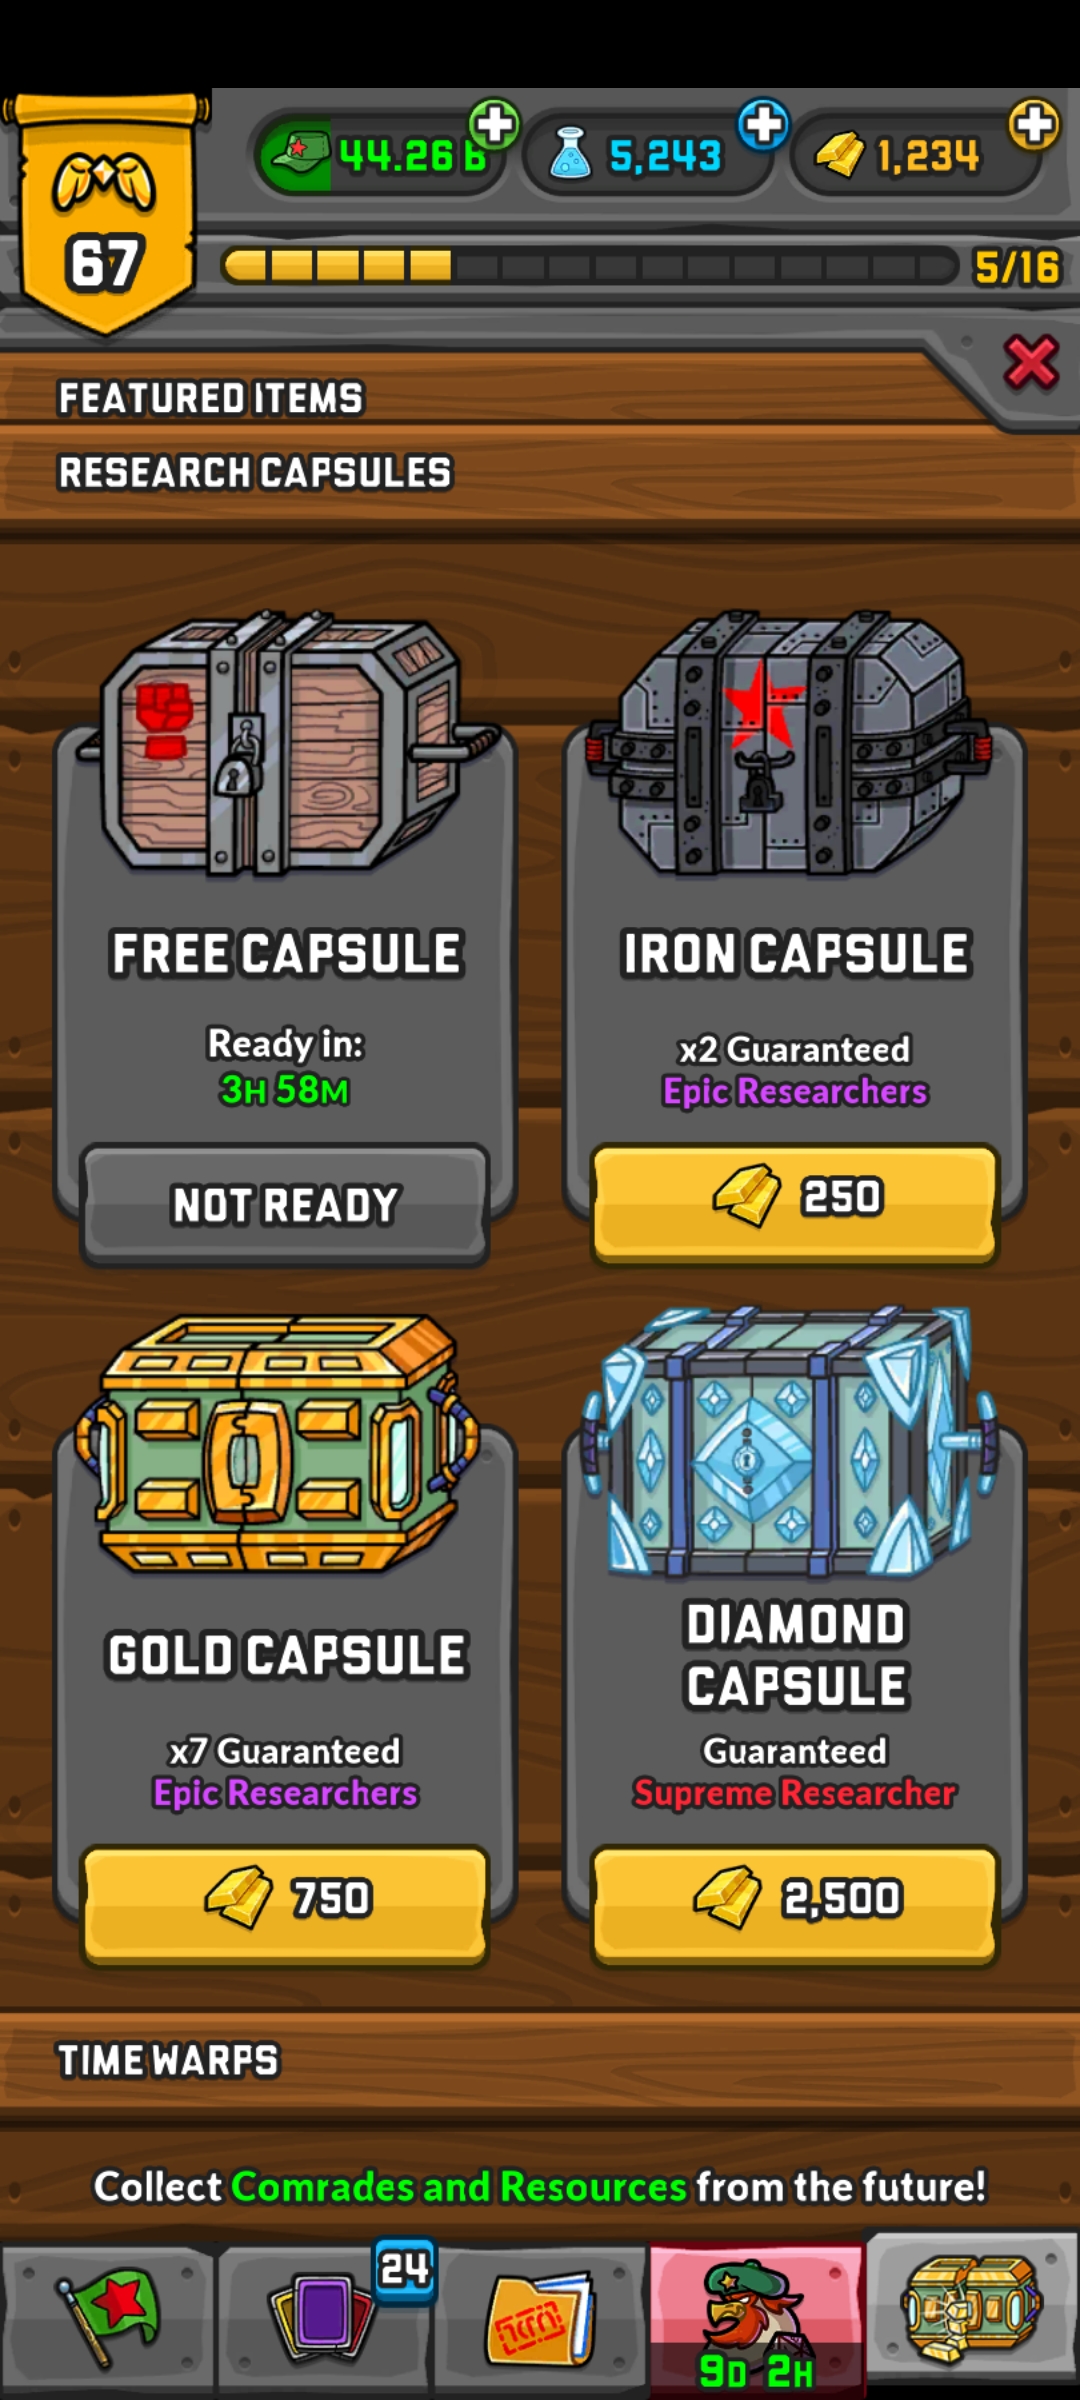 44.26 B
5,243
1,234
67
5/16
FEATURED ITEMS
RESEARCH CAPSULES
FREE CAPSULE
Ready in:
3H 58M
NOT READY
IRON CAPSULE
x2 Guaranteed
Epic Researchers
250
GOLD CAPSULE
x7 Guaranteed
Epic Researchers
750
DIAMOND
CAPSULE
Guaranteed
Supreme Researcher
2,500
TIME WARPS
Collect Comrades and Resources from the future!
24
9D 2H